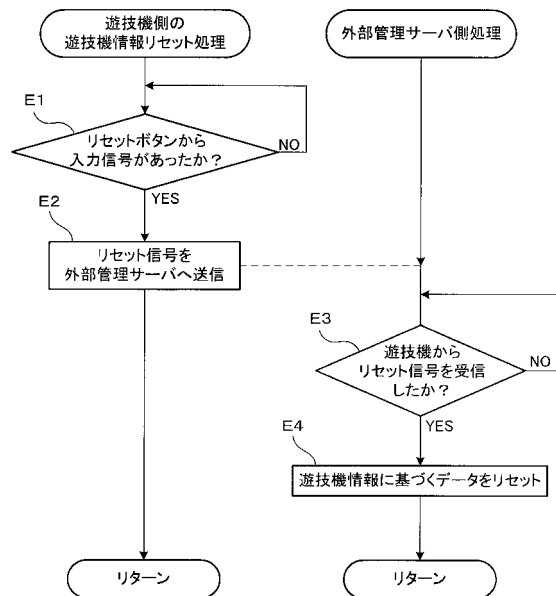 遊技機側の
遊技機情報リセット処理
外部管理サーバ側処理
E1
リセットボタンから
入力信号があったか?
NO
YES
E2
リセット信号を
外部管理サーバへ送信
E3
遊技機から
リセット信号を受信
したか?
NO
YES
E4
遊技機情報に基づくデータをリセット
リターン
リターン